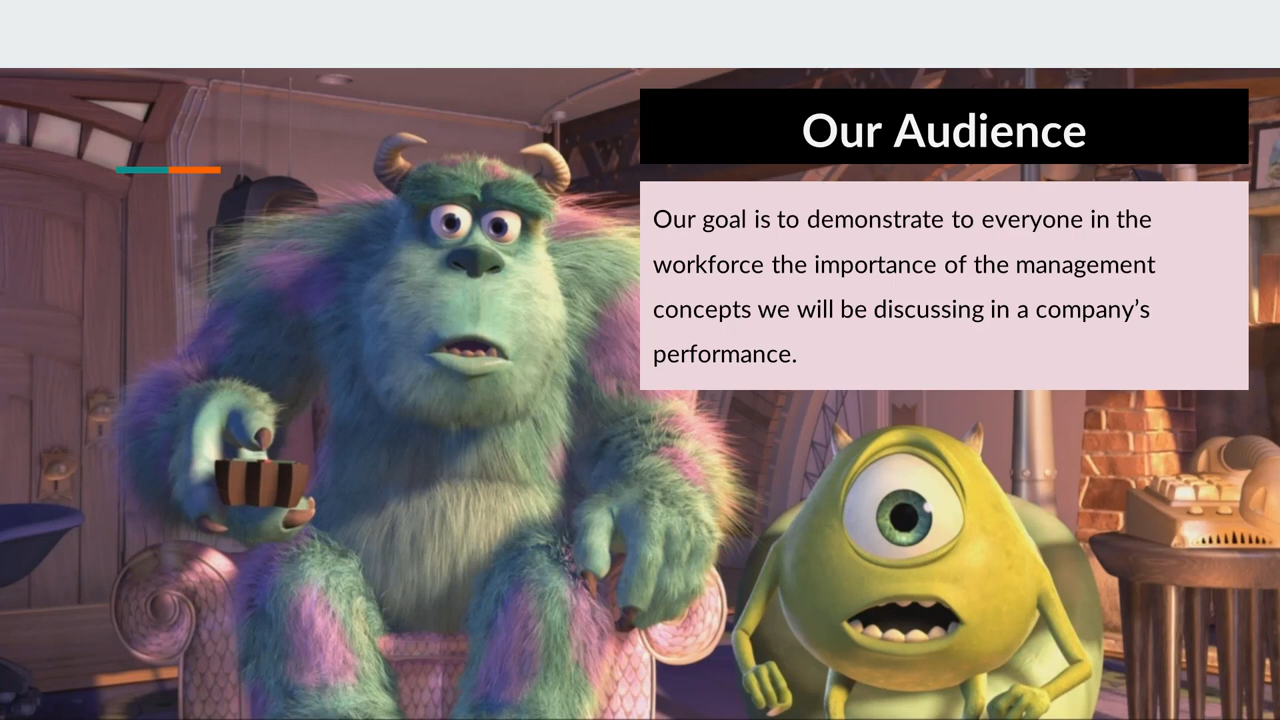 Our Audience
Our goal is to demonstrate to everyone in the
workforce the importance of the management
concepts we will be discussing in a company’s
performance.